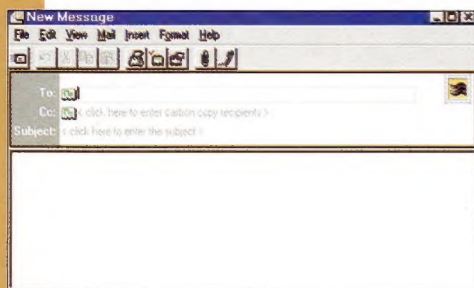 New Message
File Edit View Mail Insert Format Help
To:
Cc: < click here to enter carbon copy recipients >
Subject: < click here to enter the subject >